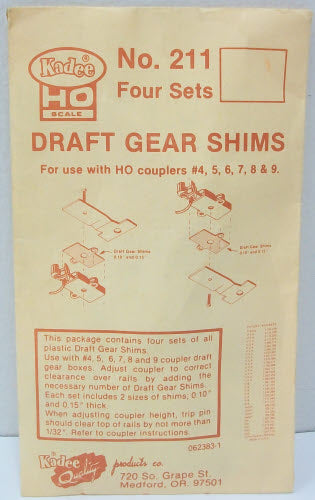 Kadee®
HO
SCALE
No. 211
Four Sets
DRAFT GEAR SHIMS
For use with HO couplers #4, 5, 6, 7, 8 & 9.
Draft Gear Shims
0.10" and 0.15"
Draft Gear Shims
0.10" and 0.15"
This package contains four sets of all
plastic Draft Gear Shims.
Use with #4, 5, 6, 7, 8 and 9 coupler draft
gear boxes. Adjust coupler to correct
clearance over rails by adding the
necessary number of Draft Gear Shims.
Each set includes 2 sizes of shims; 0.10"
and 0.15" thick
When adjusting coupler height, trip pin
should clear top of rails by not more than
1/32". Refer to coupler instructions.
062383-1
Kadee® Quality products co.
720 So. Grape St.
Medford, OR. 97501